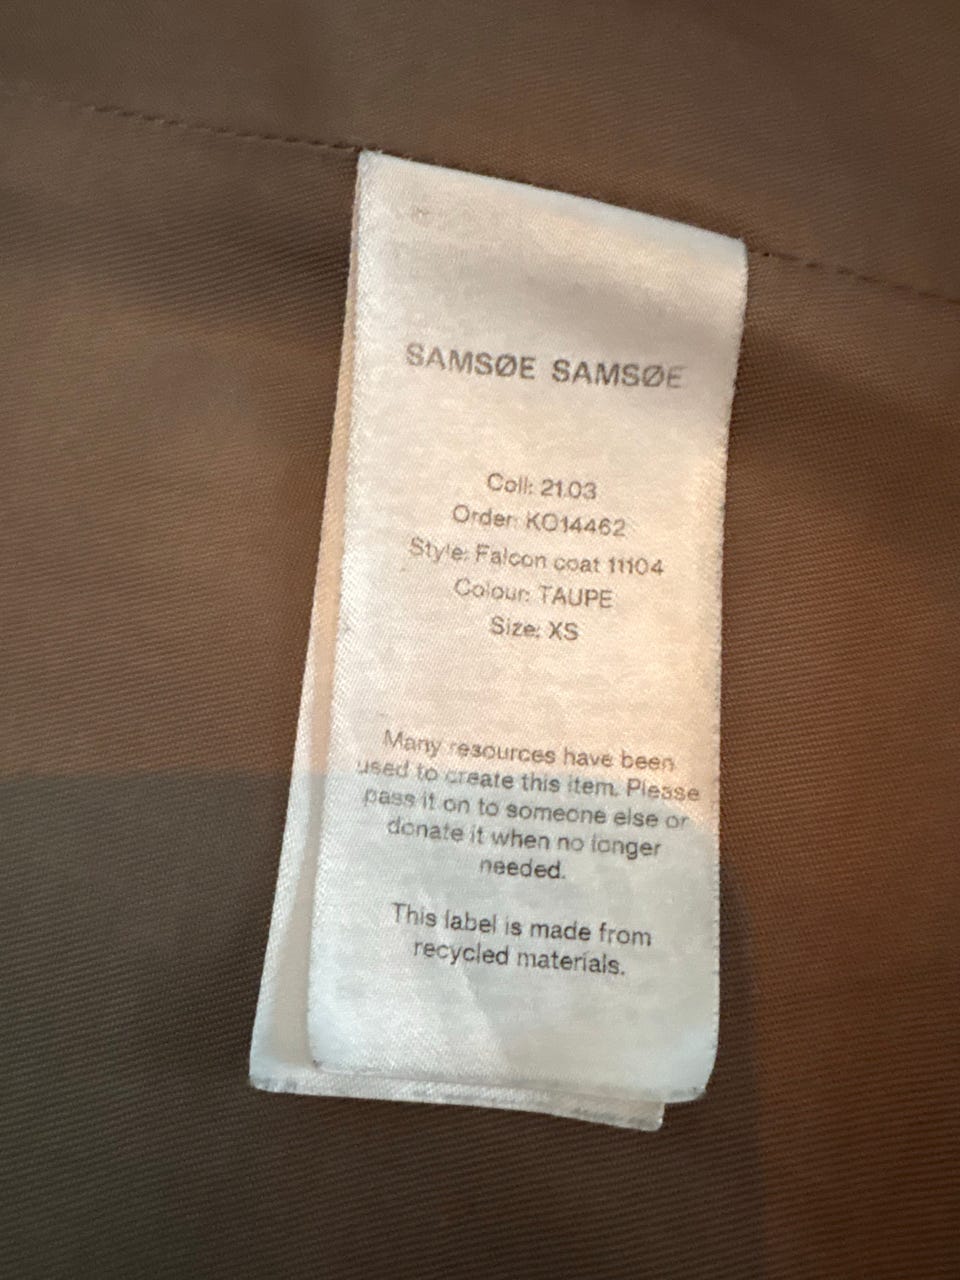 SAMSØE SAMSØE
Coll: 21.03
Order: KO14462
Style: Falcon coat 11104
Colour: TAUPE
Size: XS
Many resources have been
used to create this item. Please
pass it on to someone else or
donate it when no longer
needed.
This label is made from
recycled materials.